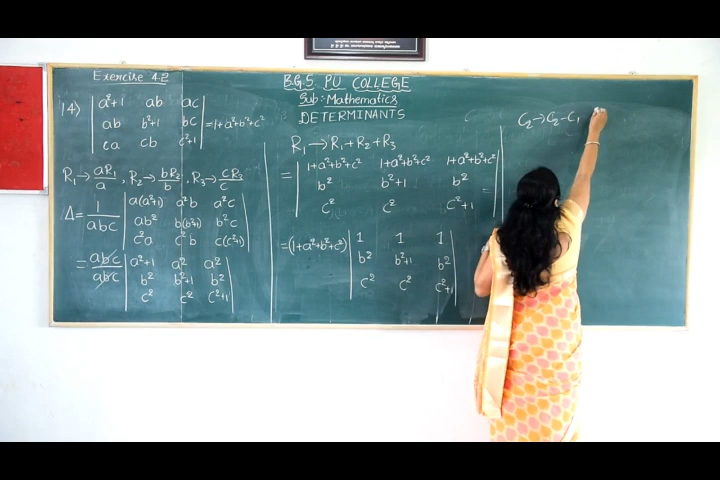 Exercise 4.2
B.G.S. PU COLLEGE
Sub: Mathematics
DETERMINANTS
14) | a²+1 ab ac |
| ab b²+1 bc | = 1+a²+b²+c²
| ca cb c²+1 |
R₁→aR₁/a, R₂→bR₂/b, R₃→cR₃/c
Δ = 1/abc | a(a²+1) a²b a²c |
| ab² b(b²+1) b²c |
| c²a c²b c(c²+1) |
= abc/abc | a²+1 a² a² |
| b² b²+1 b² |
| c² c² c²+1 |
R₁→R₁+R₂+R₃
= | 1+a²+b²+c² 1+a²+b²+c² 1+a²+b²+c² |
| b² b²+1 b² |
| c² c² c²+1 |
= (1+a²+b²+c²) | 1 1 1 |
| b² b²+1 b² |
| c² c² c²+1 |
C₂→C₂-C₁
=